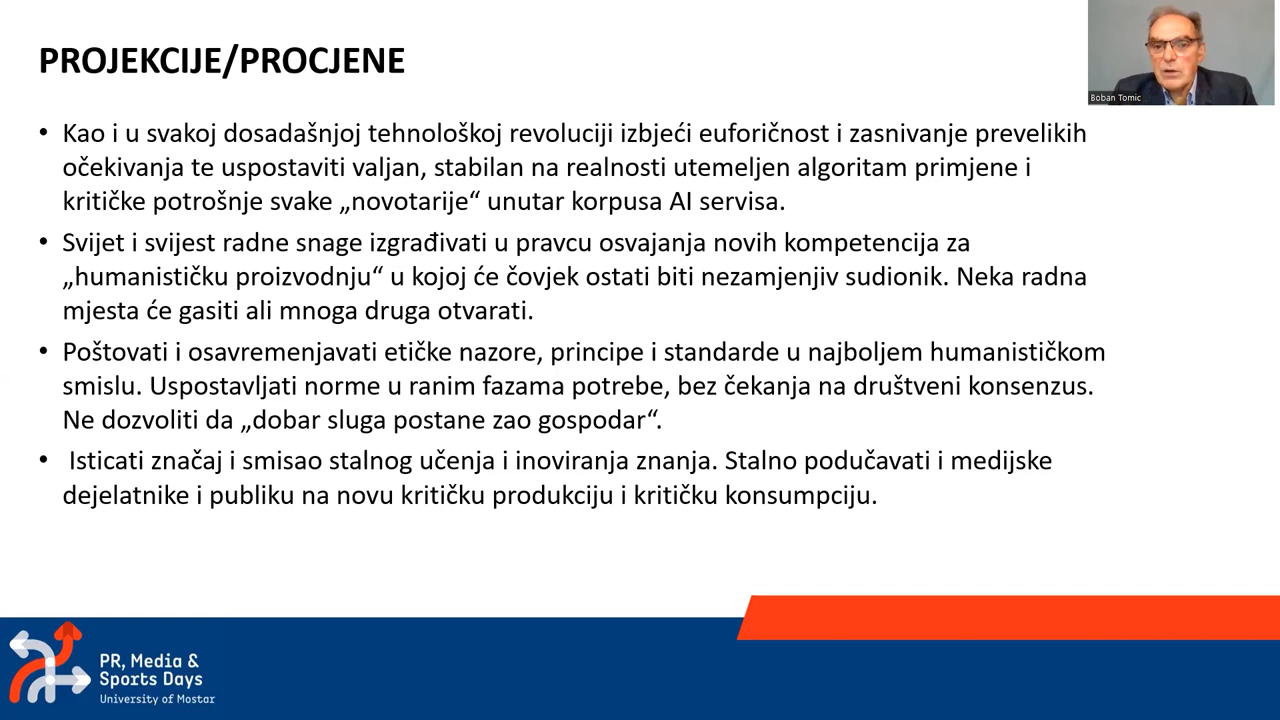 PROJEKCIJE/PROCJENE
Boban Tomic
• Kao i u svakoj dosadašnjoj tehnološkoj revoluciji izbjeći euforičnost i zasnivanje prevelikih
očekivanja te uspostaviti valjan, stabilan na realnosti utemeljen algoritam primjene i
kritičke potrošnje svake „novotarije“ unutar korpusa AI servisa.
• Svijet i svijest radne snage izgrađivati u pravcu osvajanja novih kompetencija za
„humanističku proizvodnju“ u kojoj će čovjek ostati biti nezamjenjiv sudionik. Neka radna
mjesta će gasiti ali mnoga druga otvarati.
• Poštovati i osavremenjavati etičke nazore, principe i standarde u najboljem humanističkom
smislu. Uspostavljati norme u ranim fazama potrebe, bez čekanja na društveni konsenzus.
Ne dozvoliti da „dobar sluga postane zao gospodar“.
• Isticati značaj i smisao stalnog učenja i inoviranja znanja. Stalno podučavati i medijske
dejelatnike i publiku na novu kritičku produkciju i kritičku konsumpciju.
PR, Media &
Sports Days
University of Mostar